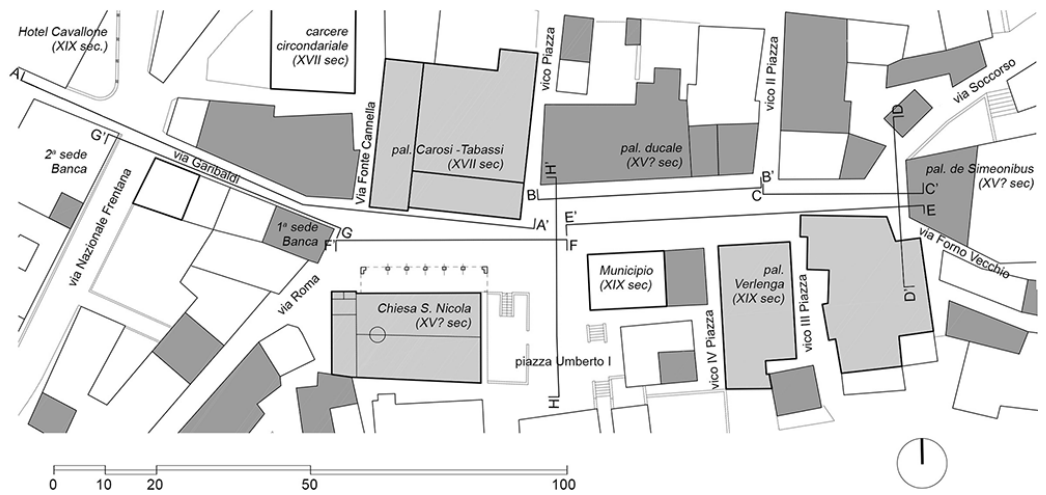 Hotel Cavallone
(XIX sec.)
carcere
circondariale
(XVII sec)
vico Piazza
vico II Piazza
via Soccorso
A
G'
2ª sede
Banca
via Garibaldi
via Fonte Cannella
pal. Carosi -Tabassi
(XVII sec)
H'
pal. ducale
(XV? sec)
D
pal. de Simeonibus
(XV? sec)
B
B'
C
C'
via Nazionale Frentana
1ª sede
Banca
G
A'
E'
E
F'
F
via Forno Vecchio
via Roma
Chiesa S. Nicola
(XV? sec)
Municipio
(XIX sec)
pal.
Verlenga
(XIX sec)
vico III Piazza
D'
piazza Umberto I
vico IV Piazza
H
0 10 20 50 100